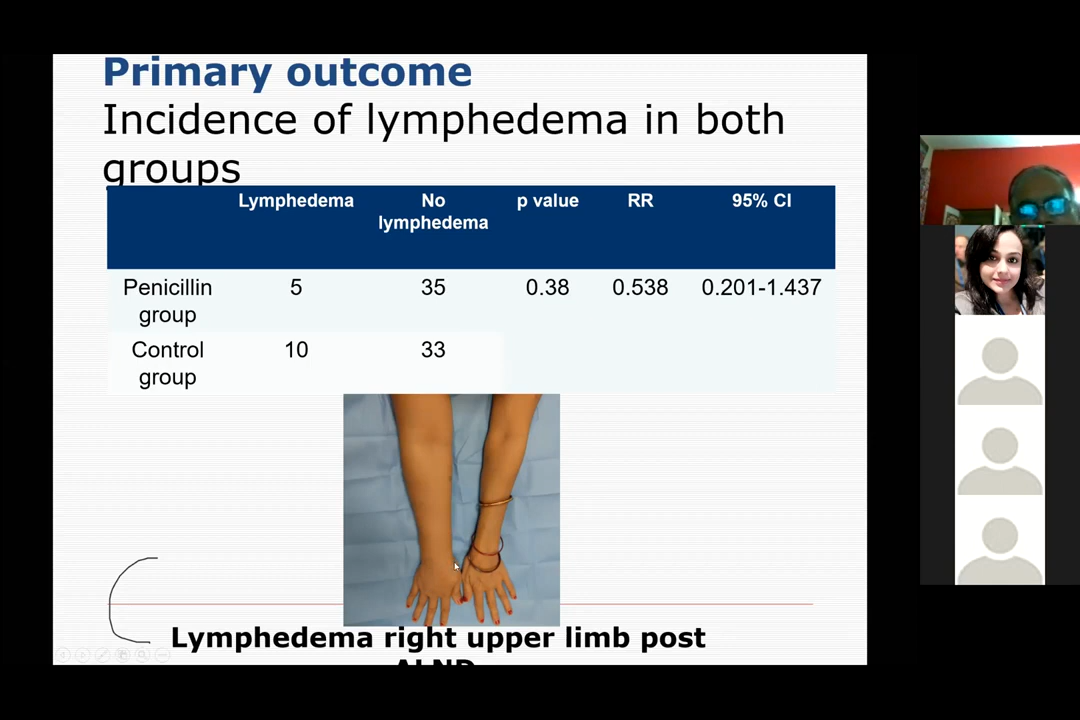 Primary outcome
Incidence of lymphedema in both
groups
Lymphedema No lymphedema p value RR 95% CI
Penicillin group 5 35 0.38 0.538 0.201-1.437
Control group 10 33
Lymphedema right upper limb post
ALND